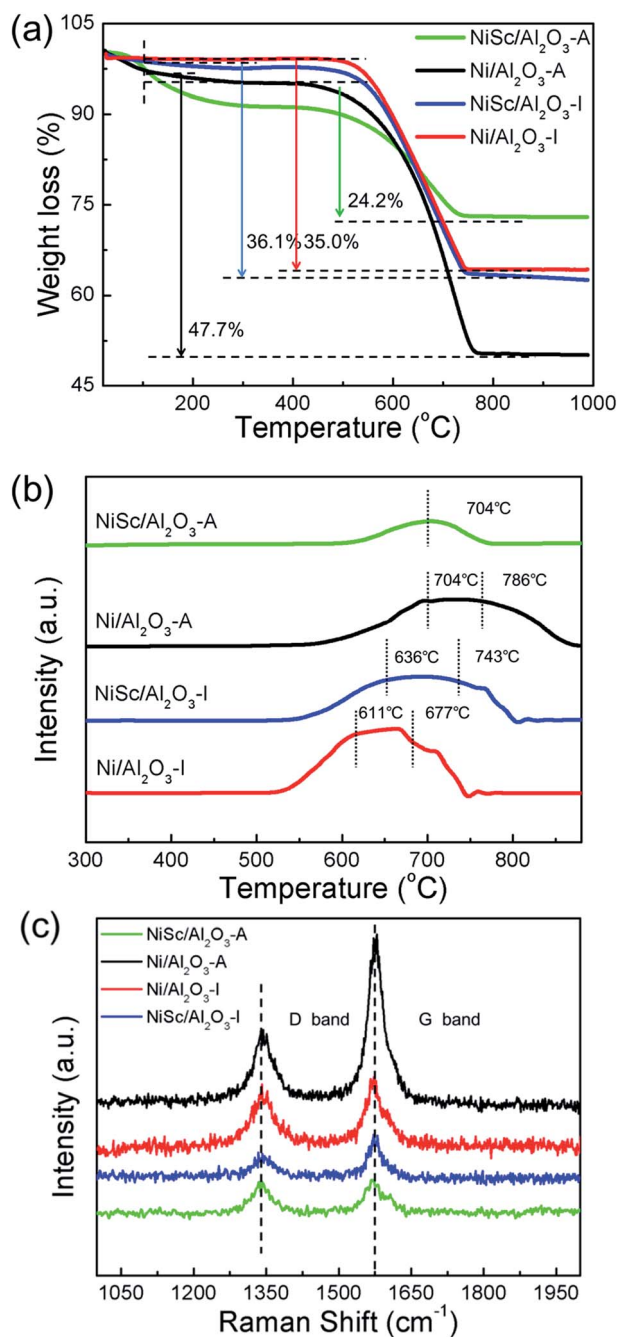 (a)
105
90
75
60
45
Weight loss (%)
NiSc/Al₂O₃-A
Ni/Al₂O₃-A
NiSc/Al₂O₃-I
Ni/Al₂O₃-I
24.2%
36.1%
35.0%
47.7%
200
400
600
800
1000
Temperature (°C)
(b)
NiSc/Al₂O₃-A
704℃
Ni/Al₂O₃-A
704℃
786℃
NiSc/Al₂O₃-I
636℃
743℃
Ni/Al₂O₃-I
611℃
677℃
Intensity (a.u.)
300
400
500
600
700
800
Temperature (°C)
(c)
NiSc/Al₂O₃-A
Ni/Al₂O₃-A
Ni/Al₂O₃-I
NiSc/Al₂O₃-I
D band
G band
Intensity (a.u.)
1050
1200
1350
1500
1650
1800
1950
Raman Shift (cm⁻¹)